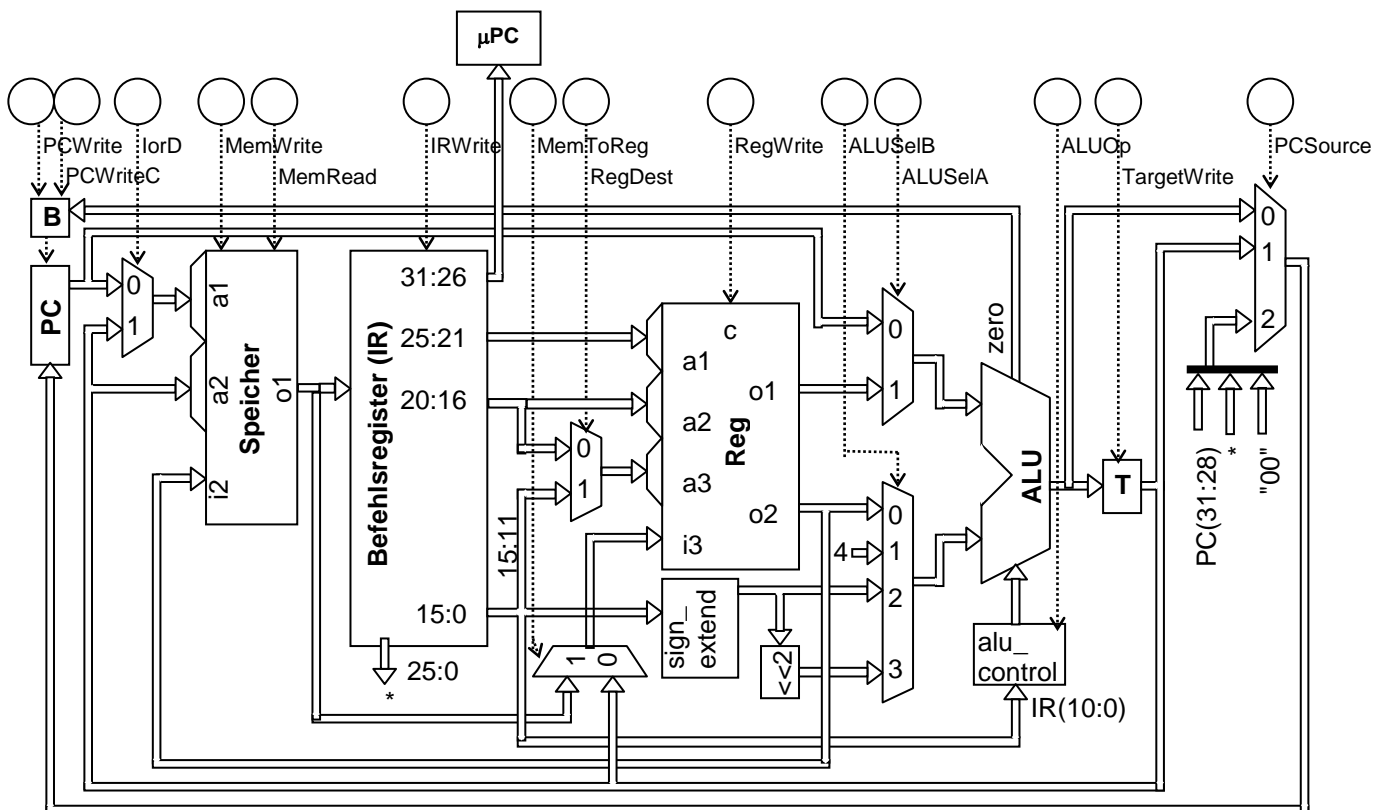 μPC
PCWrite
IorD
MemWrite
IRWrite
MemToReg
RegWrite
ALUSelB
ALUOp
PCSource
PCWriteC
MemRead
RegDest
ALUSelA
TargetWrite
B
PC
0
1
a1
a2
i2
o1
Speicher
Befehlsregister (IR)
31:26
25:21
20:16
15:0
25:0
*
15:11
0
1
1
0
c
a1
a2
a3
i3
o1
o2
Reg
sign_
extend
<<2
0
1
4
0
1
2
3
zero
ALU
alu_
control
IR(10:0)
T
0
1
2
PC(31:28)
*
"00"